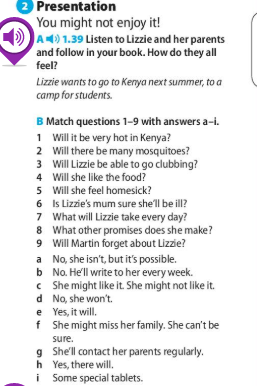 2 Presentation
You might not enjoy it!
A 1.39 Listen to Lizzie and her parents
and follow in your book. How do they all
feel?
Lizzie wants to go to Kenya next summer, to a
camp for students.
B Match questions 1–9 with answers a–i.
1 Will it be very hot in Kenya?
2 Will there be many mosquitoes?
3 Will Lizzie be able to go clubbing?
4 Will she like the food?
5 Will she feel homesick?
6 Is Lizzie's mum sure she'll be ill?
7 What will Lizzie take every day?
8 What other promises does she make?
9 Will Martin forget about Lizzie?
a No, she isn't, but it's possible.
b No. He'll write to her every week.
c She might like it. She might not like it.
d No, she won't.
e Yes, it will.
f She might miss her family. She can't be
sure.
g She'll contact her parents regularly.
h Yes, there will.
i Some special tablets.